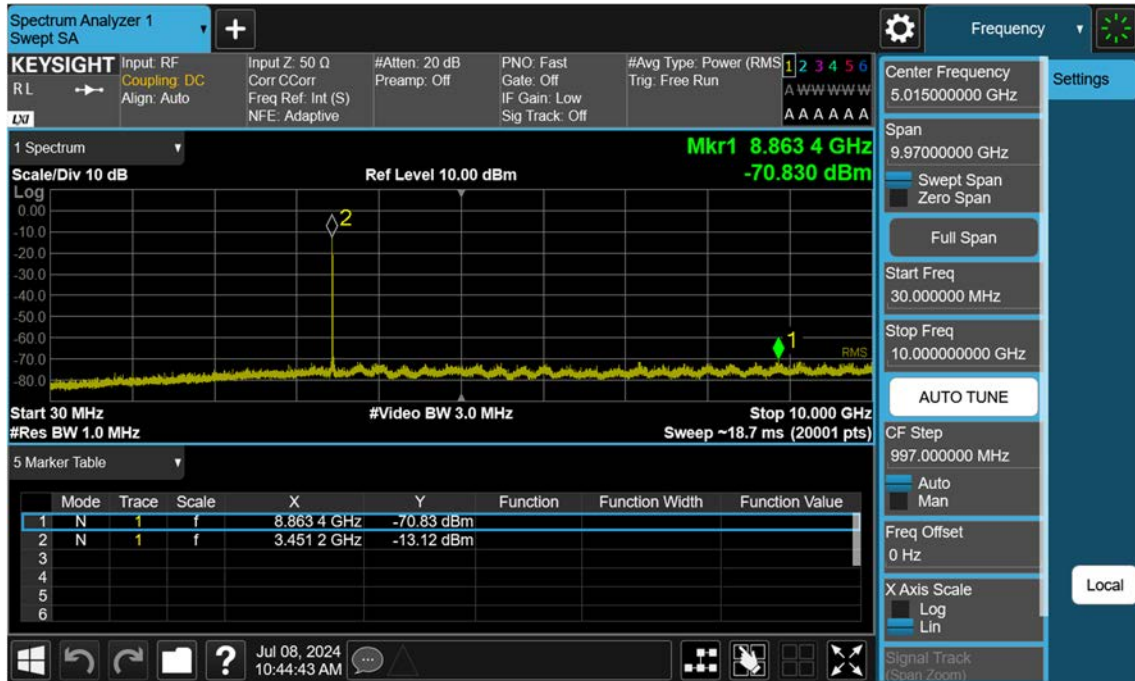 Spectrum Analyzer 1
Swept SA
+
Frequency
KEYSIGHT
R L
LXI
Input: RF
Coupling: DC
Align: Auto
Input Z: 50 Ω
Corr CCorr
Freq Ref: Int (S)
NFE: Adaptive
#Atten: 20 dB
Preamp: Off
PNO: Fast
Gate: Off
IF Gain: Low
Sig Track: Off
#Avg Type: Power (RMS
Trig: Free Run
1 2 3 4 5 6
A W W W W W
A A A A A A
1 Spectrum
Mkr1 8.863 4 GHz
-70.830 dBm
Scale/Div 10 dB
Ref Level 10.00 dBm
Log
0.00
-10.0
-20.0
-30.0
-40.0
-50.0
-60.0
-70.0
-80.0
2
1
RMS
Start 30 MHz
#Video BW 3.0 MHz
Stop 10.000 GHz
#Res BW 1.0 MHz
Sweep ~18.7 ms (20001 pts)
5 Marker Table
Mode Trace Scale X Y Function Function Width Function Value
1 N 1 f 8.863 4 GHz -70.83 dBm
2 N 1 f 3.451 2 GHz -13.12 dBm
3
4
5
6
?
Jul 08, 2024
10:44:43 AM
Center Frequency
5.015000000 GHz
Span
9.97000000 GHz
Swept Span
Zero Span
Full Span
Start Freq
30.000000 MHz
Stop Freq
10.000000000 GHz
AUTO TUNE
CF Step
997.000000 MHz
Auto
Man
Freq Offset
0 Hz
X Axis Scale
Log
Lin
Signal Track
(Span Zoom)
Settings
Local